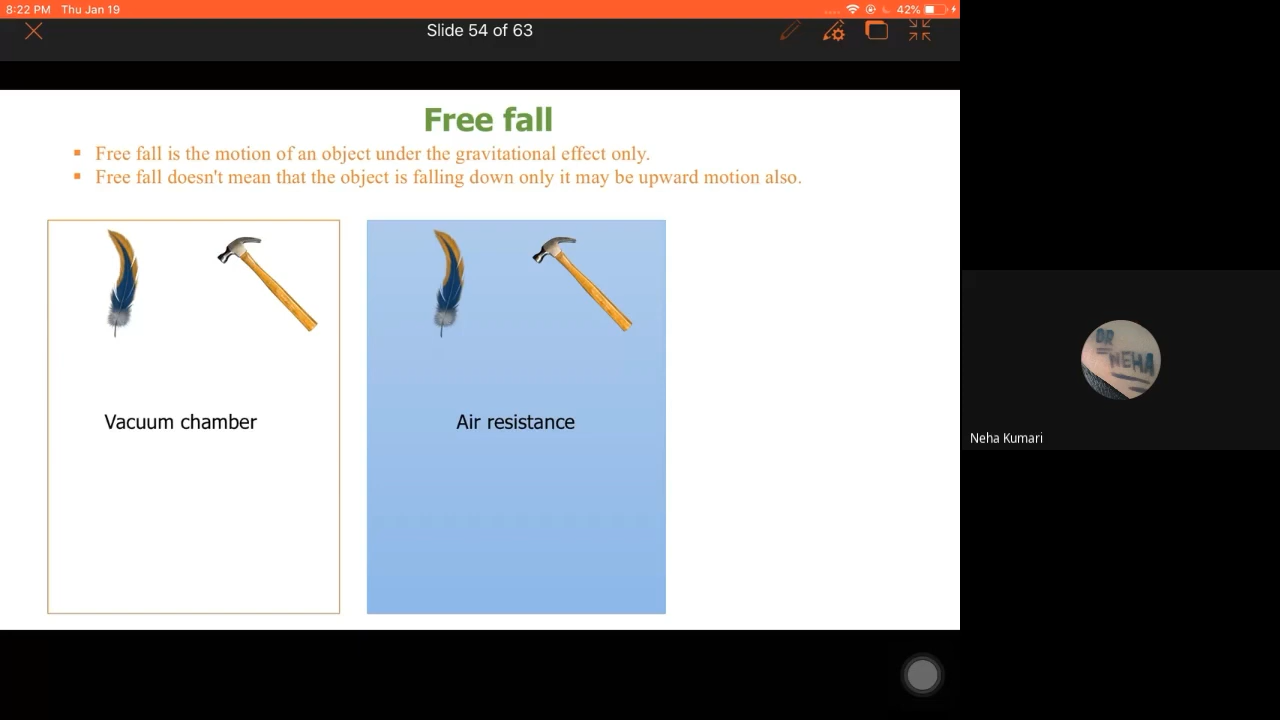 8:22 PM Thu Jan 19
42%
Slide 54 of 63
Free fall
Free fall is the motion of an object under the gravitational effect only.
Free fall doesn't mean that the object is falling down only it may be upward motion also.
Vacuum chamber
Air resistance
DR
NEHA
Neha Kumari